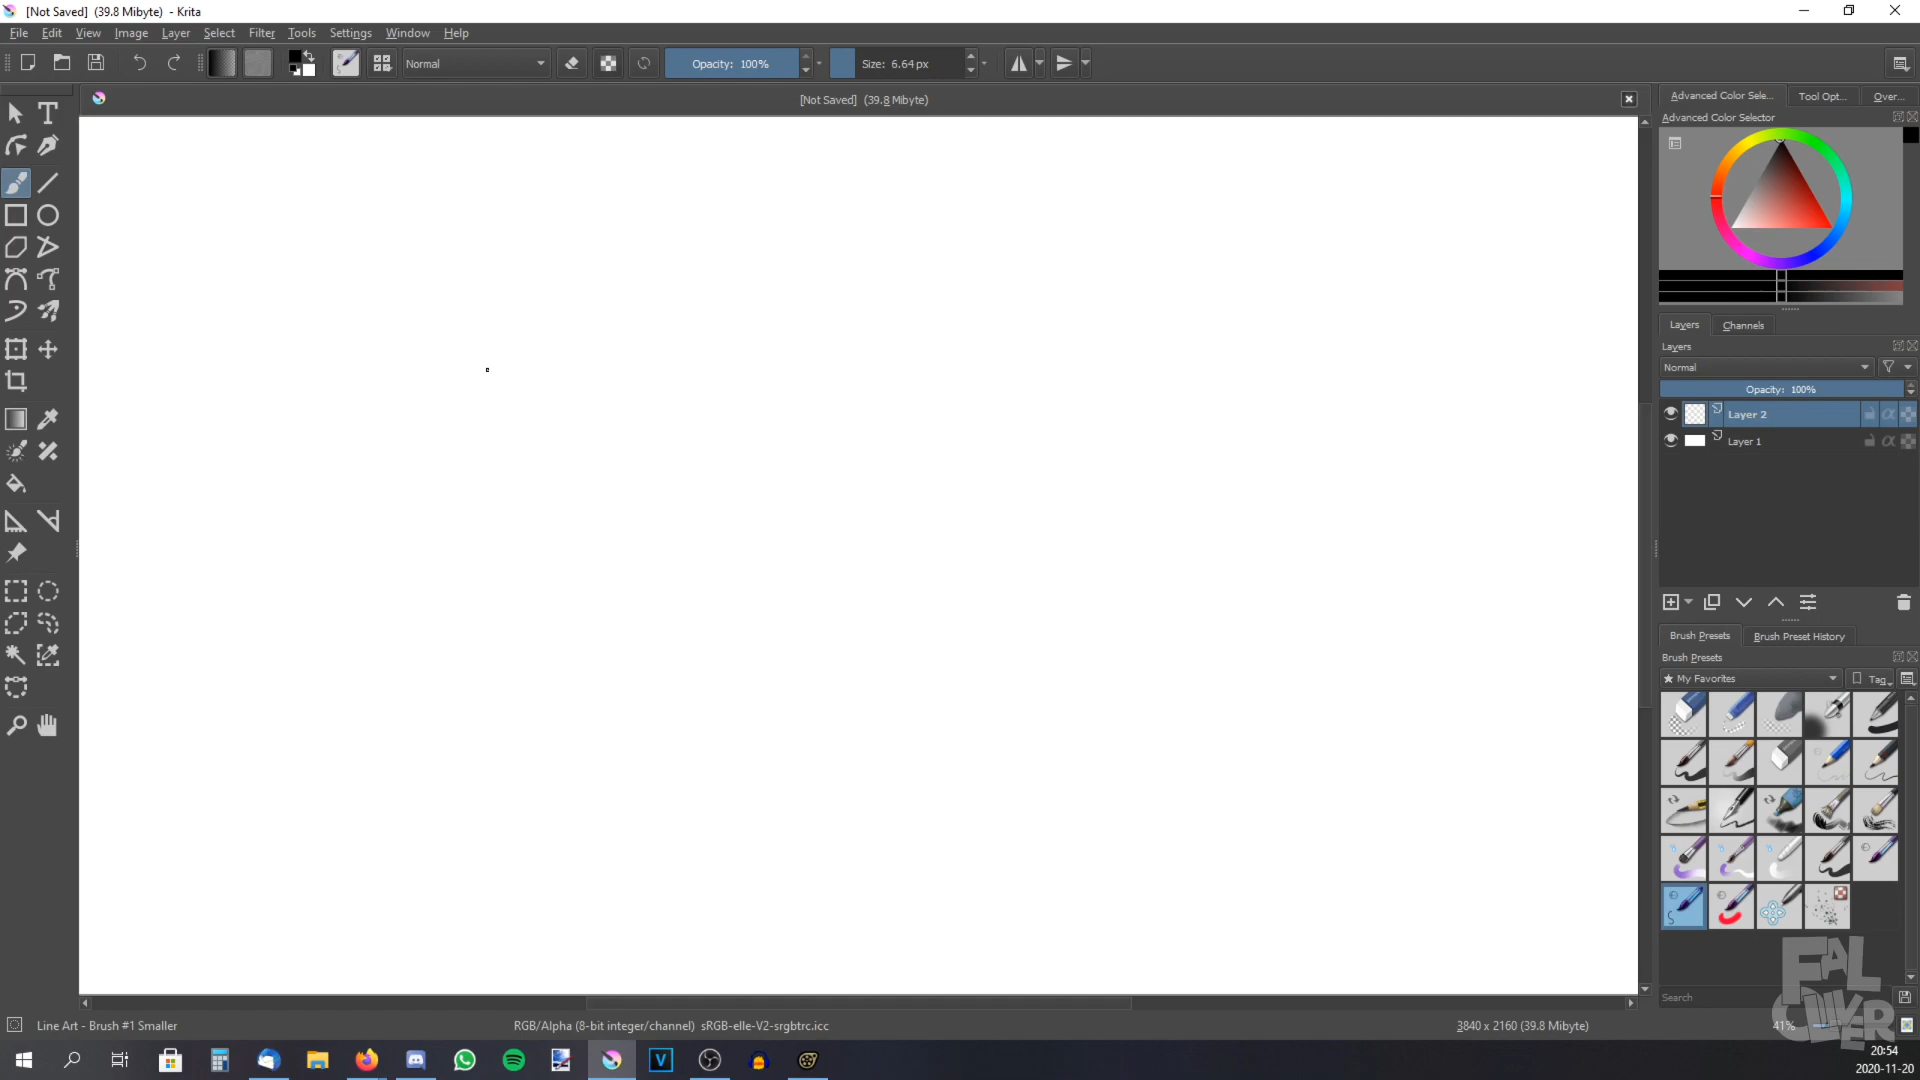 [Not Saved] (39.8 Mibyte) - Krita
File Edit View Image Layer Select Filter Tools Settings Window Help
Normal Opacity: 100% Size: 6.64 px
[Not Saved] (39.8 Mibyte)
Advanced Color Sele... Tool Opt... Over...
Advanced Color Selector
Layers Channels
Layers
Normal
Opacity: 100%
Layer 2
Layer 1
Brush Presets Brush Preset History
Brush Presets
★ My Favorites Tag
Search
FALCLOVER
Line Art - Brush #1 Smaller RGB/Alpha (8-bit integer/channel) sRGB-elle-V2-srgbtrc.icc 3840 x 2160 (39.8 Mibyte) 41%
20:54
2020-11-20